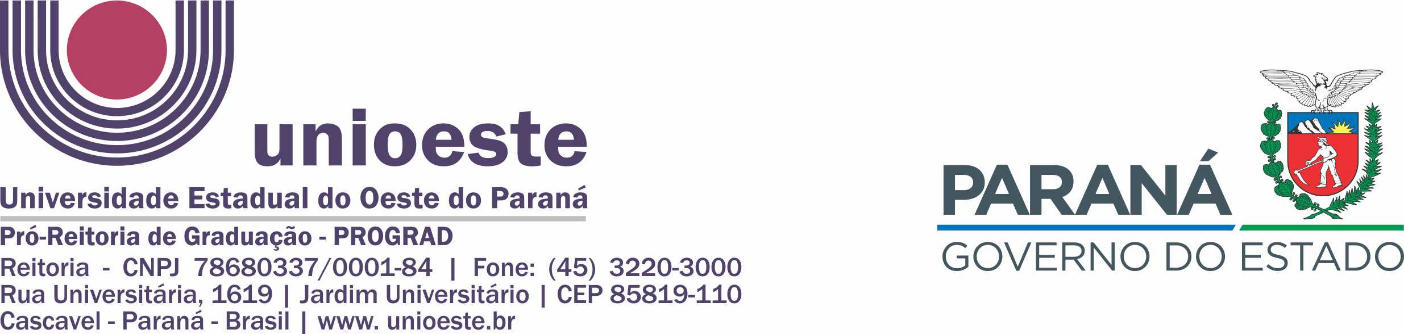 unioeste
Universidade Estadual do Oeste do Paraná
Pró-Reitoria de Graduação - PROGRAD
Reitoria - CNPJ 78680337/0001-84 | Fone: (45) 3220-3000
Rua Universitária, 1619 | Jardim Universitário | CEP 85819-110
Cascavel - Paraná - Brasil | www. unioeste.br
PARANÁ
GOVERNO DO ESTADO